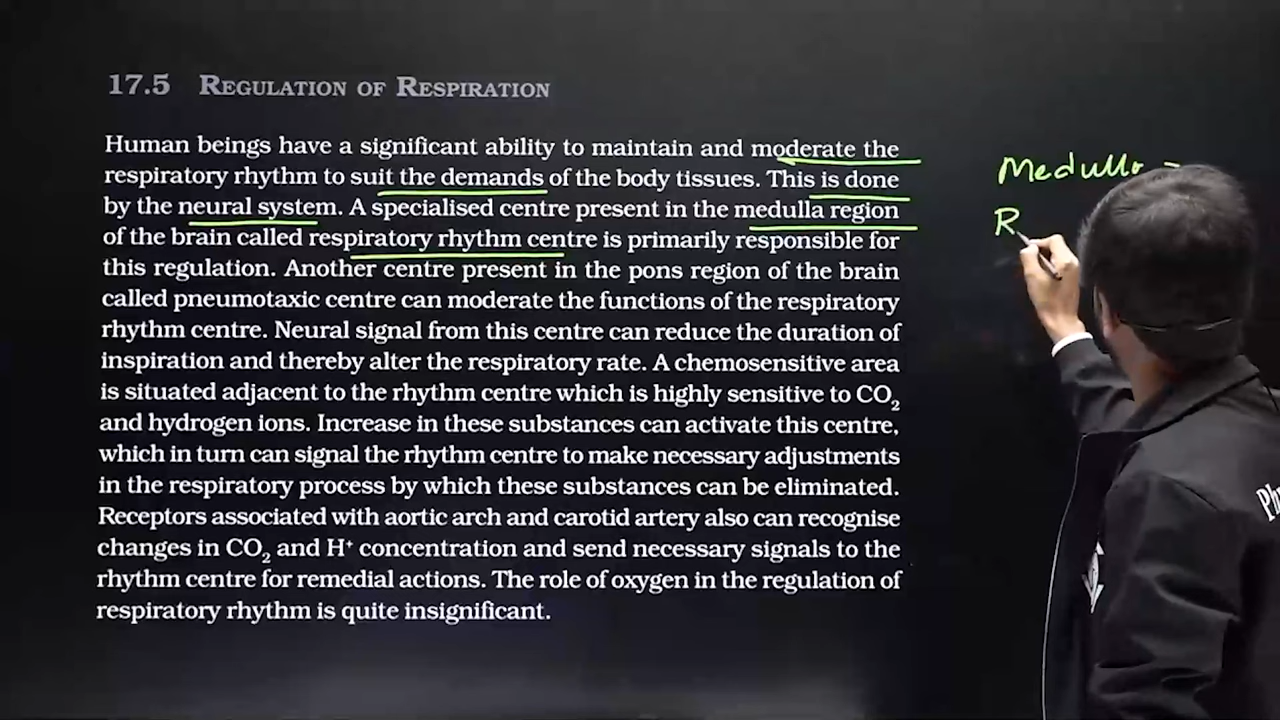 17.5 REGULATION OF RESPIRATION
Human beings have a significant ability to maintain and moderate the
respiratory rhythm to suit the demands of the body tissues. This is done
by the neural system. A specialised centre present in the medulla region
of the brain called respiratory rhythm centre is primarily responsible for
this regulation. Another centre present in the pons region of the brain
called pneumotaxic centre can moderate the functions of the respiratory
rhythm centre. Neural signal from this centre can reduce the duration of
inspiration and thereby alter the respiratory rate. A chemosensitive area
is situated adjacent to the rhythm centre which is highly sensitive to CO₂
and hydrogen ions. Increase in these substances can activate this centre,
which in turn can signal the rhythm centre to make necessary adjustments
in the respiratory process by which these substances can be eliminated.
Receptors associated with aortic arch and carotid artery also can recognise
changes in CO₂ and H⁺ concentration and send necessary signals to the
rhythm centre for remedial actions. The role of oxygen in the regulation of
respiratory rhythm is quite insignificant.
Medulla
R